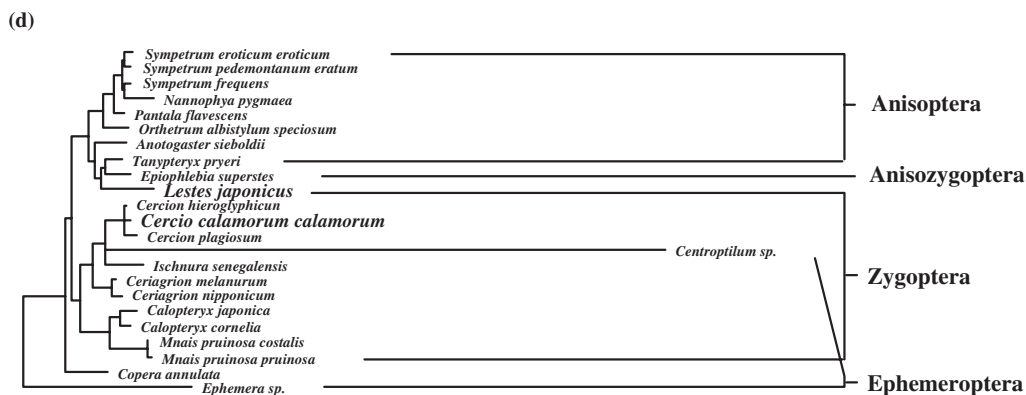 (d)
Sympetrum eroticum eroticum
Sympetrum pedemontanum eratum
Sympetrum frequens
Nannophya pygmaea
Pantala flavescens
Orthetrum albistylum speciosum
Anotogaster sieboldii
Tanypteryx pryeri
Epiophlebia superstes
Lestes japonicus
Cercion hieroglyphicun
Cercio calamorum calamorum
Cercion plagiosum
Centroptilum sp.
Ischnura senegalensis
Ceriagrion melanurum
Ceriagrion nipponicum
Calopteryx japonica
Calopteryx cornelia
Mnais pruinosa costalis
Mnais pruinosa pruinosa
Copera annulata
Ephemera sp.
Anisoptera
Anisozygoptera
Zygoptera
Ephemeroptera